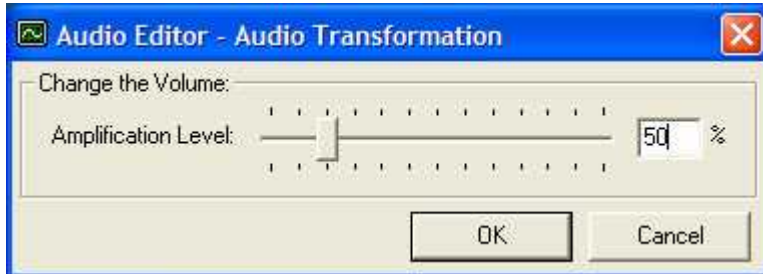 Audio Editor - Audio Transformation
Change the Volume:
Amplification Level: 50 %
OK Cancel